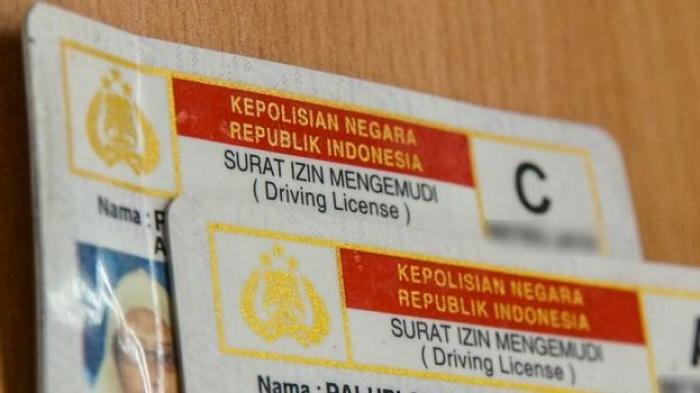 KEPOLISIAN NEGARA
REPUBLIK INDONESIA
SURAT IZIN MENGEMUDI
( Driving License )
C
Nama :
KEPOLISIAN NEGARA
REPUBLIK INDONESIA
SURAT IZIN MENGEMUDI
( Driving License )
A
Nama :